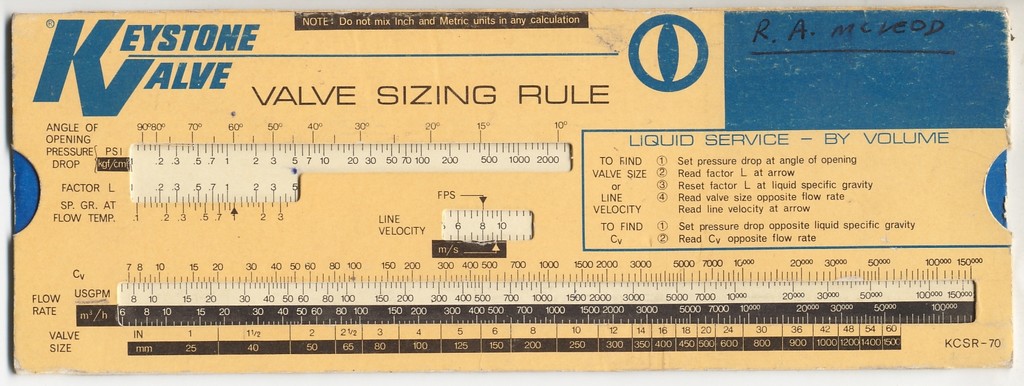 NOTE: Do not mix Inch and Metric units in any calculation
R. A. McLEOD
® KEYSTONE
VALVE
VALVE SIZING RULE
ANGLE OF OPENING 90° 80° 70° 60° 50° 40° 30° 20° 15° 10°
PRESSURE DROP PSI kgf/cm² .2 .3 .5 .7 1 2 3 5 7 10 20 30 50 70 100 200 500 1000 2000
FACTOR L .2 .3 .5 .7 1 2 3 5
SP. GR. AT FLOW TEMP. .1 .2 .3 .5 .7 1 2 3
FPS
LINE VELOCITY 6 8 10
m/s
LIQUID SERVICE - BY VOLUME
TO FIND VALVE SIZE or LINE VELOCITY
① Set pressure drop at angle of opening
② Read factor L at arrow
③ Reset factor L at liquid specific gravity
④ Read valve size opposite flow rate
Read line velocity at arrow
TO FIND Cv
① Set pressure drop opposite liquid specific gravity
② Read Cv opposite flow rate
Cv 7 8 10 15 20 30 40 50 60 80 100 150 200 300 400 500 700 1000 1500 2000 3000 5000 7000 10000 20000 30000 50000 100000 150000
FLOW RATE
USGPM 8 10 15 20 30 40 50 60 80 100 150 200 300 400 500 700 1000 1500 2000 3000 5000 7000 10000 20000 30000 50000 100000 150000
m³/h 6 8 10 15 20 30 40 50 60 80 100 150 200 300 400 500 700 1000 1500 2000 3000 5000 7000 10000 20000 30000 50000 100000
VALVE SIZE
IN 1 1 1/2 2 2 1/2 3 4 5 6 8 10 12 14 16 18 20 24 30 36 42 48 54 60
mm 25 40 50 65 80 100 125 150 200 250 300 350 400 450 500 600 800 900 1000 1200 1400 1500
KCSR-70